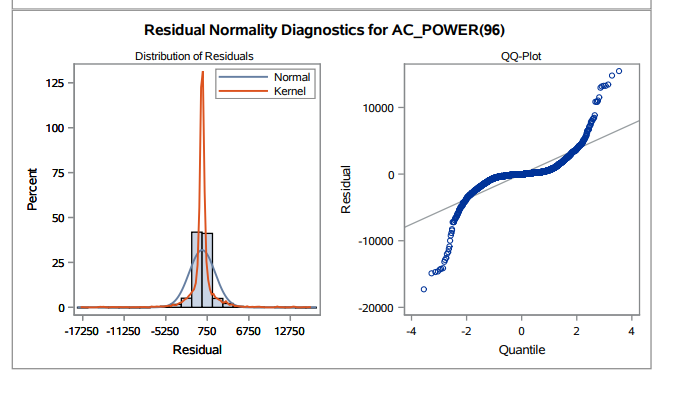 Residual Normality Diagnostics for AC_POWER(96)
Distribution of Residuals
QQ-Plot
Normal
Kernel
Percent
125
100
75
50
25
0
-17250 -11250 -5250 750 6750 12750
Residual
Residual
10000
0
-10000
-20000
-4 -2 0 2 4
Quantile